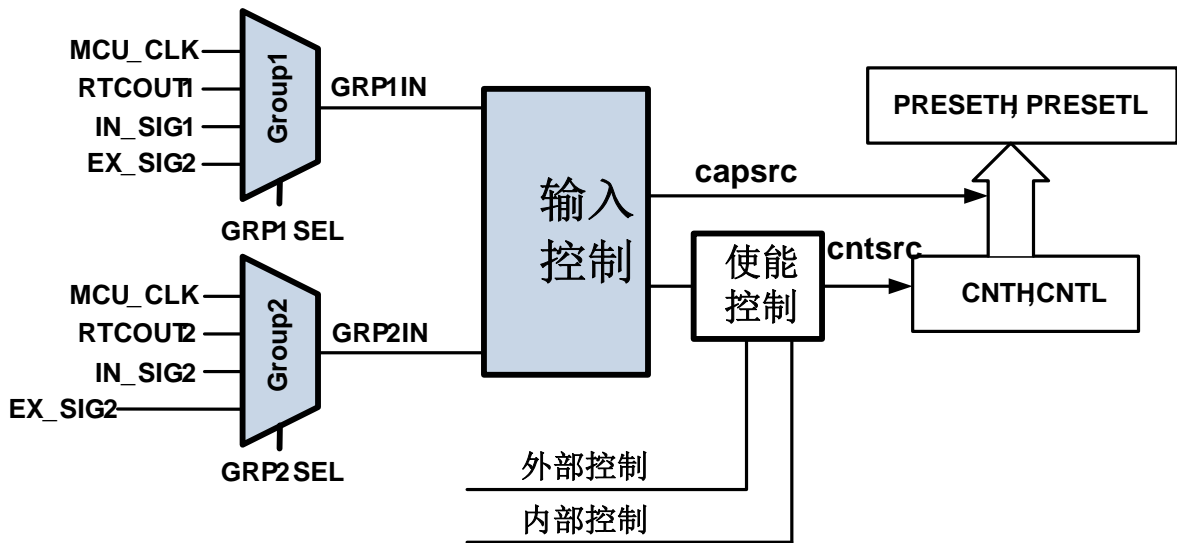 MCU_CLK
RTCOUT1
IN_SIG1
EX_SIG2
Group1
GRP1SEL
GRP1IN
MCU_CLK
RTCOUT2
IN_SIG2
EX_SIG2
Group2
GRP2SEL
GRP2IN
输入
控制
capsrc
使能
控制
cntsrc
PRESETH, PRESETL
CNTH,CNTL
外部控制
内部控制